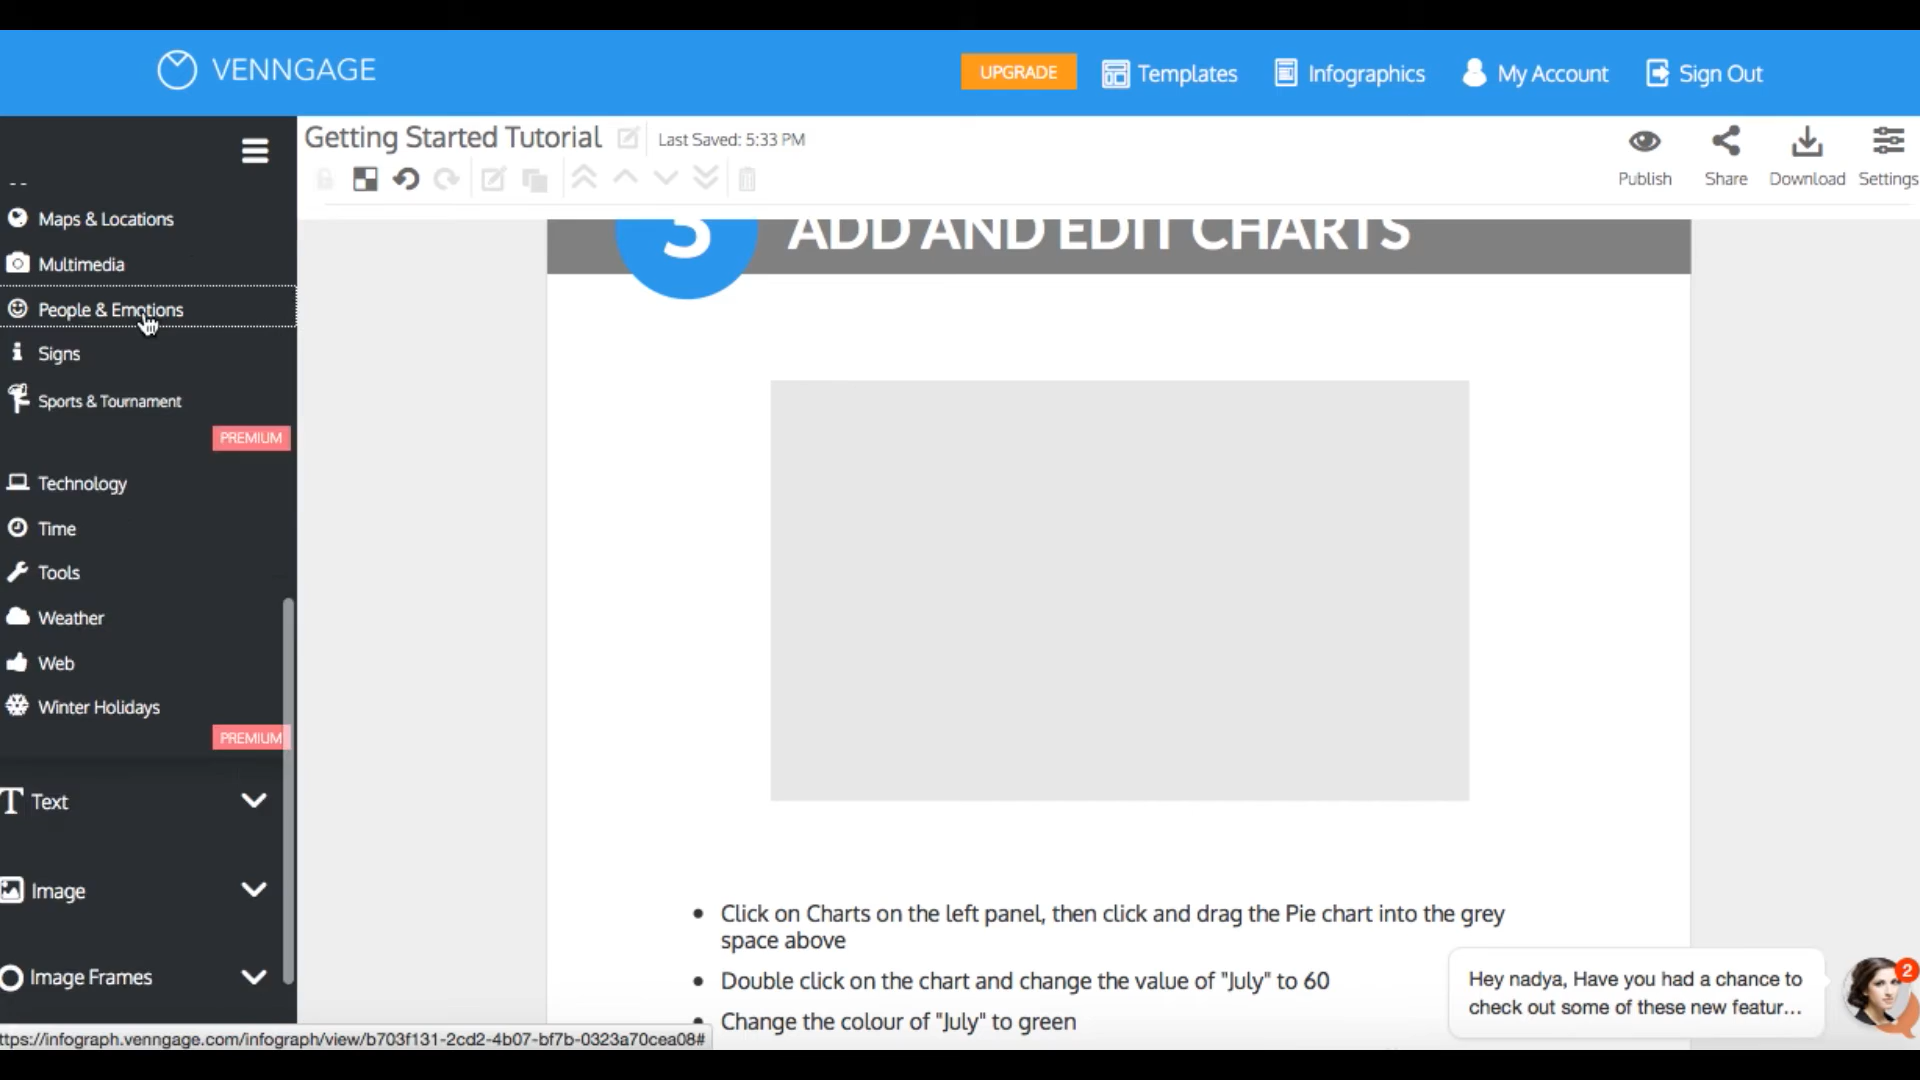 VENNGAGE
UPGRADE
Templates
Infographics
My Account
Sign Out
Getting Started Tutorial
Last Saved: 5:33 PM
Publish
Share
Download
Settings
Maps & Locations
Multimedia
People & Emotions
Signs
Sports & Tournament
PREMIUM
Technology
Time
Tools
Weather
Web
Winter Holidays
PREMIUM
Text
Image
Image Frames
ttps://infograph.venngage.com/infograph/view/b703f131-2cd2-4b07-bf7b-0323a70cea08#
ADD AND EDIT CHARTS
• Click on Charts on the left panel, then click and drag the Pie chart into the grey
space above
• Double click on the chart and change the value of "July" to 60
• Change the colour of "July" to green
Hey nadya, Have you had a chance to
check out some of these new featur...
2